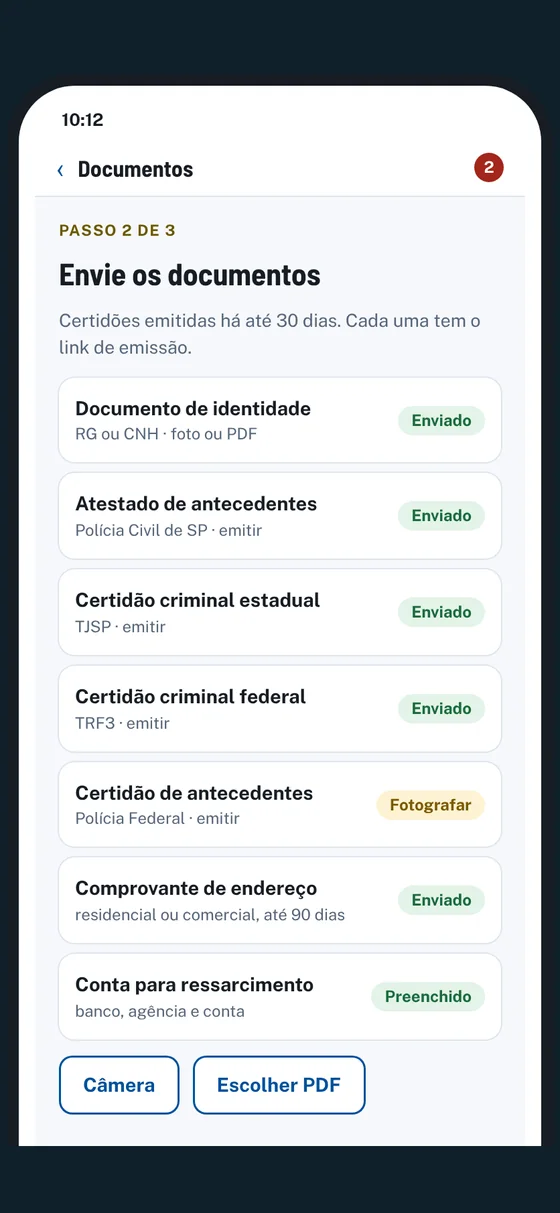 10:12
‹ Documentos 2
PASSO 2 DE 3
Envie os documentos
Certidões emitidas há até 30 dias. Cada uma tem o
link de emissão.
Documento de identidade
RG ou CNH · foto ou PDF
Enviado
Atestado de antecedentes
Polícia Civil de SP · emitir
Enviado
Certidão criminal estadual
TJSP · emitir
Enviado
Certidão criminal federal
TRF3 · emitir
Enviado
Certidão de antecedentes
Polícia Federal · emitir
Fotografar
Comprovante de endereço
residencial ou comercial, até 90 dias
Enviado
Conta para ressarcimento
banco, agência e conta
Preenchido
Câmera
Escolher PDF